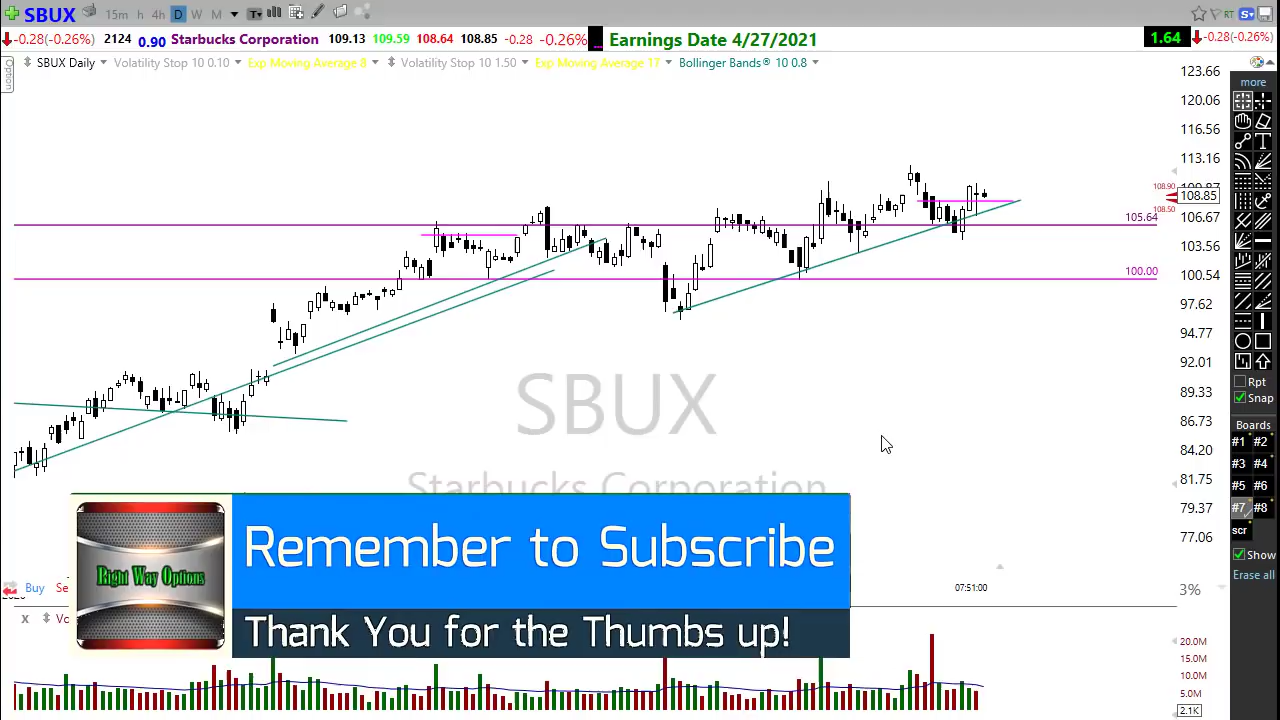 SBUX 15m h 4h D W M T RT S
-0.28(-0.26%) 2124 0.90 Starbucks Corporation 109.13 109.59 108.64 108.85 -0.28 -0.26% Earnings Date 4/27/2021 1.64 -0.28(-0.26%)
Option
SBUX Daily Volatility Stop 10 0.10 Exp Moving Average 8 Volatility Stop 10 1.50 Exp Moving Average 17 Bollinger Bands® 10 0.8
123.66
more
120.06
116.56
113.16
108.90
108.85
108.50
105.64 106.67
103.56
100.00 100.54
97.62
94.77
92.01
89.33
86.73
84.20
81.75
79.37
77.06
SBUX
Starbucks Corporation
Rpt
Snap
Boards
#1 #2
#3 #4
#5 #6
#7 #8
scr
Show
Erase all
Right Way Options
Remember to Subscribe
Thank You for the Thumbs up!
Buy
07:51:00
3%
x
20.0M
15.0M
10.0M
5.0M
2.1K